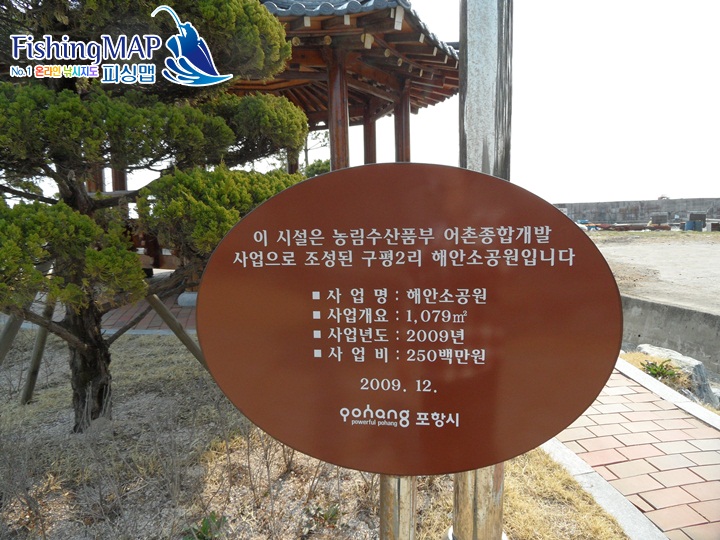 FishingMAP
No.1 온라인 낚시지도 피싱맵
이 시설은 농림수산품부 어촌종합개발
사업으로 조성된 구평2리 해안소공원입니다
■ 사 업 명 : 해안소공원
■ 사업개요 : 1,079㎡
■ 사업년도 : 2009년
■ 사 업 비 : 250백만원
2009. 12.
pohang 포항시
powerful pohang